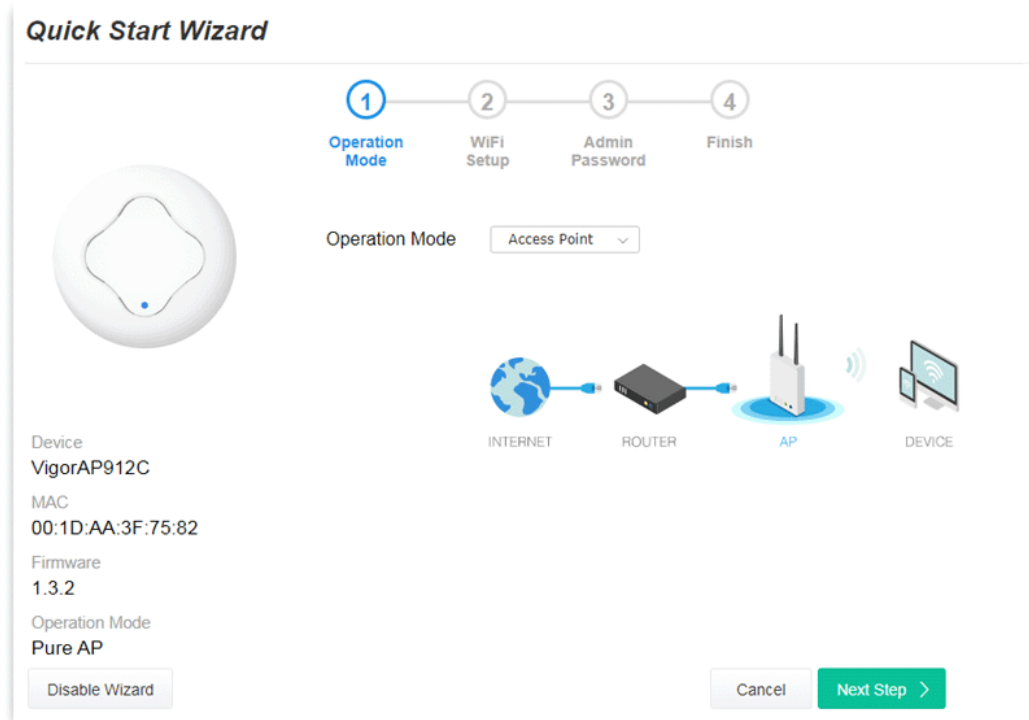 Quick Start Wizard
1
2
3
4
Operation Mode
WiFi Setup
Admin Password
Finish
Operation Mode
Access Point
INTERNET
ROUTER
AP
DEVICE
Device
VigorAP912C
MAC
00:1D:AA:3F:75:82
Firmware
1.3.2
Operation Mode
Pure AP
Disable Wizard
Cancel
Next Step